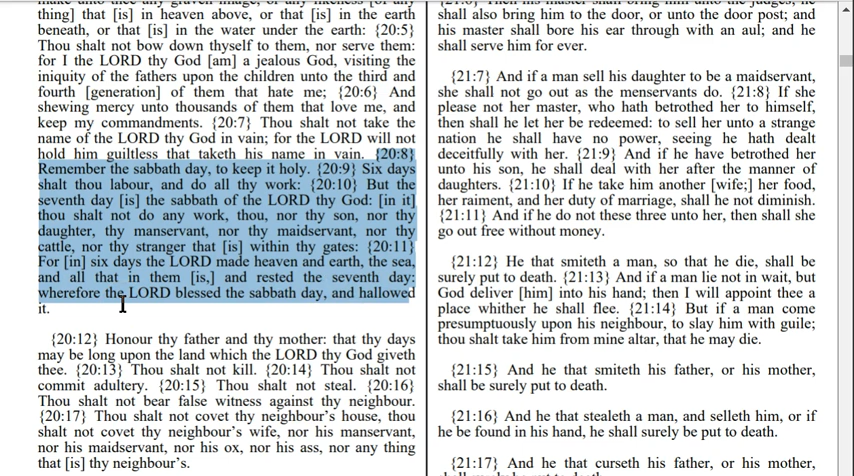 thing] that [is] in heaven above, or that [is] in the earth
beneath, or that [is] in the water under the earth: {20:5}
Thou shalt not bow down thyself to them, nor serve them:
for I the LORD thy God [am] a jealous God, visiting the
iniquity of the fathers upon the children unto the third and
fourth [generation] of them that hate me; {20:6} And
shewing mercy unto thousands of them that love me, and
keep my commandments. {20:7} Thou shalt not take the
name of the LORD thy God in vain; for the LORD will not
hold him guiltless that taketh his name in vain. {20:8}
Remember the sabbath day, to keep it holy. {20:9} Six days
shalt thou labour, and do all thy work: {20:10} But the
seventh day [is] the sabbath of the LORD thy God: [in it]
thou shalt not do any work, thou, nor thy son, nor thy
daughter, thy manservant, nor thy maidservant, nor thy
cattle, nor thy stranger that [is] within thy gates: {20:11}
For [in] six days the LORD made heaven and earth, the sea,
and all that in them [is,] and rested the seventh day:
wherefore the LORD blessed the sabbath day, and hallowed
it.
{20:12} Honour thy father and thy mother: that thy days
may be long upon the land which the LORD thy God giveth
thee. {20:13} Thou shalt not kill. {20:14} Thou shalt not
commit adultery. {20:15} Thou shalt not steal. {20:16}
Thou shalt not bear false witness against thy neighbour.
{20:17} Thou shalt not covet thy neighbour's house, thou
shalt not covet thy neighbour's wife, nor his manservant,
nor his maidservant, nor his ox, nor his ass, nor any thing
that [is] thy neighbour's.
shall also bring him to the door, or unto the door post; and
his master shall bore his ear through with an aul; and he
shall serve him for ever.
{21:7} And if a man sell his daughter to be a maidservant,
she shall not go out as the menservants do. {21:8} If she
please not her master, who hath betrothed her to himself,
then shall he let her be redeemed: to sell her unto a strange
nation he shall have no power, seeing he hath dealt
deceitfully with her. {21:9} And if he have betrothed her
unto his son, he shall deal with her after the manner of
daughters. {21:10} If he take him another [wife;] her food,
her raiment, and her duty of marriage, shall he not diminish.
{21:11} And if he do not these three unto her, then shall she
go out free without money.
{21:12} He that smiteth a man, so that he die, shall be
surely put to death. {21:13} And if a man lie not in wait, but
God deliver [him] into his hand; then I will appoint thee a
place whither he shall flee. {21:14} But if a man come
presumptuously upon his neighbour, to slay him with guile;
thou shalt take him from mine altar, that he may die.
{21:15} And he that smiteth his father, or his mother,
shall be surely put to death.
{21:16} And he that stealeth a man, and selleth him, or if
he be found in his hand, he shall surely be put to death.
{21:17} And he that curseth his father, or his mother,